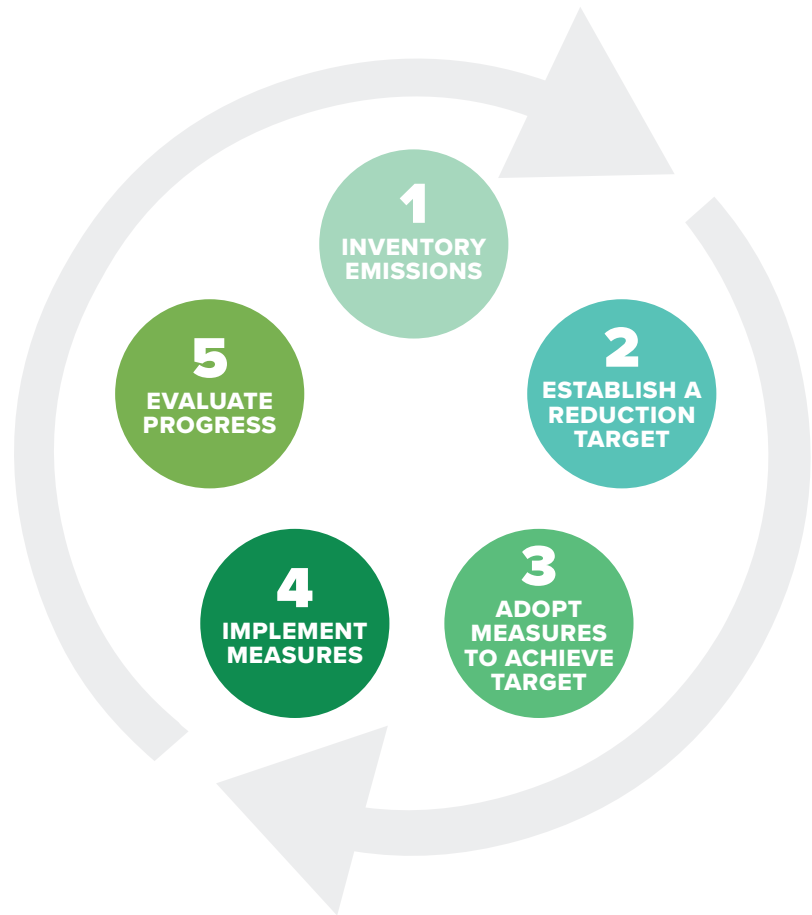 1
INVENTORY
EMISSIONS
2
ESTABLISH A
REDUCTION
TARGET
3
ADOPT
MEASURES
TO ACHIEVE
TARGET
4
IMPLEMENT
MEASURES
5
EVALUATE
PROGRESS